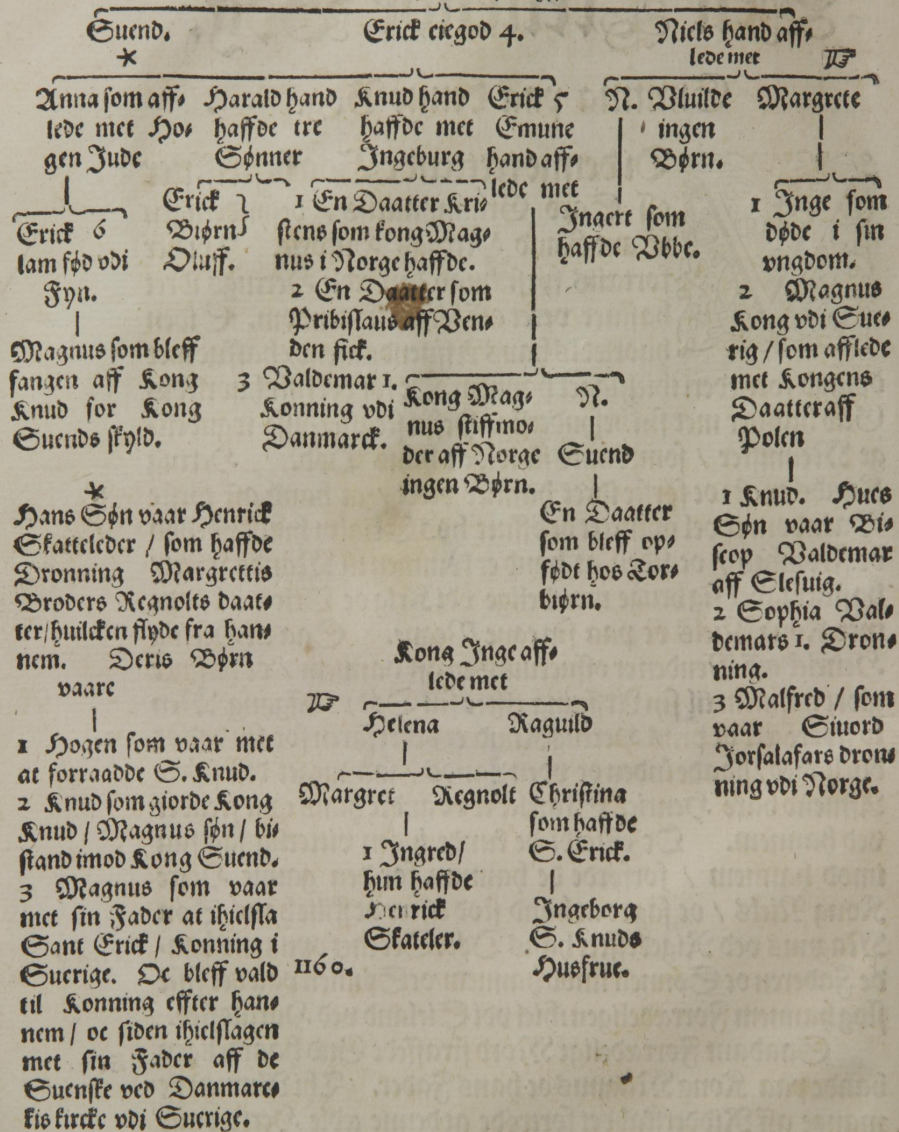 Suend.
Erick eiegod 4.
Niels hand aff-
lede met
Anna som aff-
lede met Ho-
gen Jude
Harald hand
haffde tre
Sønner
Knud hand
haffde met
Ingeburg
Erick 5
Emune
hand aff-
lede met
N. Vluilde
ingen
Børn.
Margrete
Erick 6
lam fød vdi
Fyn.
Magnus som bleff
fangen aff Kong
Knud for Kong
Suends skyld.
Erick
Biørn
Oluff.
1 En Daatter Kri-
stens som kong Mag-
nus i Norge haffde.
2 En Daatter som
Pribislaus aff Ven-
den fick.
3 Valdemar 1.
Konning vdi
Danmarck.
Kong Mag-
nus stiffmo-
der aff Norge
ingen Børn.
N.
Suend
En Daatter
som bleff op-
født hos Tor-
biørn.
Ingert som
haffde Vbbe.
1 Inge som
døde i sin
vngdom.
2 Magnus
Kong vdi Sue-
rig / som afflede
met Kongens
Daatter aff
Polen
1 Knud. Hues
Søn vaar Bi-
scop Valdemar
aff Slesuig.
2 Sophia Val-
demars 1. Dron-
ning.
3 Malfred / som
vaar Siuord
Jorsalafars dron-
ning vdi Norge.
Hans Søn vaar Henrick
Skatteleder / som haffde
Dronning Margrettis
Broders Regnolts daat-
ter / huilcken flyde fra han-
nem. Deris Børn
vaare
1 Hogen som vaar met
at forraadde S. Knud.
2 Knud som giorde Kong
Knud / Magnus søn / bi-
stand imod Kong Suend.
3 Magnus som vaar
met sin Fader at ihielsla
Sant Erick / Konning i
Suerige. Oc bleff vald
til Konning effter han-
nem / oc siden ihielslagen
met sin Fader aff de
Suenske ved Danmarc-
kis kircke vdi Suerige.
Kong Inge aff-
lede met
Helena
Raguild
Margret
Regnolt
Christina
som haffde
S. Erick.
1 Ingred /
hun haffde
Henrick
Skateler.
Ingeborg
S. Knuds
Husfrue.
1160.